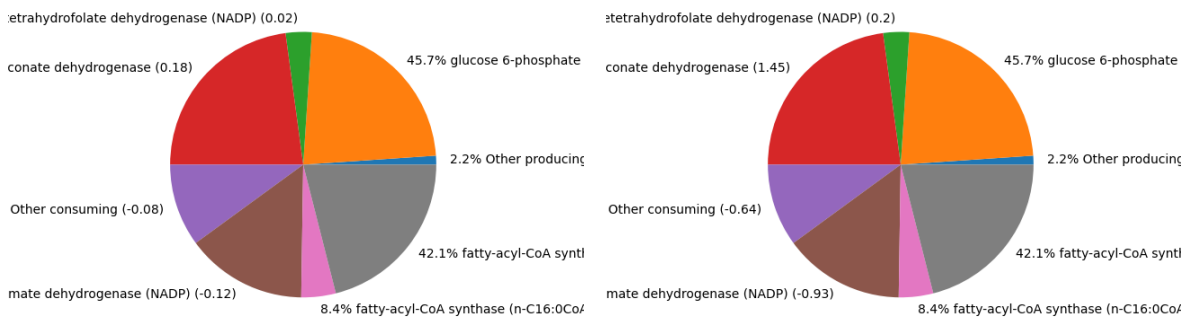 tetrahydrofolate dehydrogenase (NADP) (0.02)
45.7% glucose 6-phosphate
conate dehydrogenase (0.18)
2.2% Other producing
Other consuming (-0.08)
42.1% fatty-acyl-CoA synth
mate dehydrogenase (NADP) (-0.12)
8.4% fatty-acyl-CoA synthase (n-C16:0CoA
etetrahydrofolate dehydrogenase (NADP) (0.2)
45.7% glucose 6-phosphate
conate dehydrogenase (1.45)
2.2% Other producing
Other consuming (-0.64)
42.1% fatty-acyl-CoA synth
mate dehydrogenase (NADP) (-0.93)
8.4% fatty-acyl-CoA synthase (n-C16:0CoA